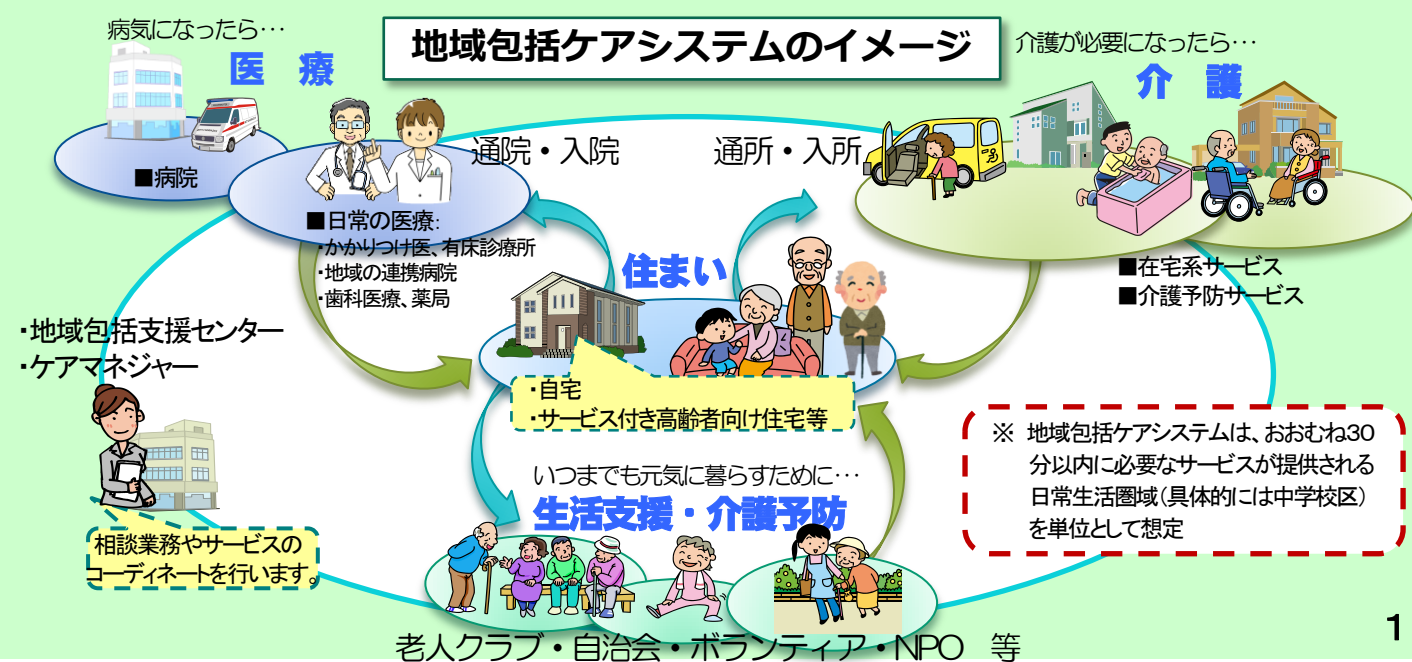 地域包括ケアシステムのイメージ
病気になったら…
医 療
■病院
■日常の医療:
・かかりつけ医、有床診療所
・地域の連携病院
・歯科医療、薬局
通院・入院
通所・入所
介護が必要になったら…
介 護
■在宅系サービス
■介護予防サービス
住まい
・自宅
・サービス付き高齢者向け住宅等
・地域包括支援センター
・ケアマネジャー
相談業務やサービスの
コーディネートを行います。
いつまでも元気に暮らすために…
生活支援・介護予防
老人クラブ・自治会・ボランティア・NPO 等
※ 地域包括ケアシステムは、おおむね30
分以内に必要なサービスが提供される
日常生活圏域(具体的には中学校区)
を単位として想定
1